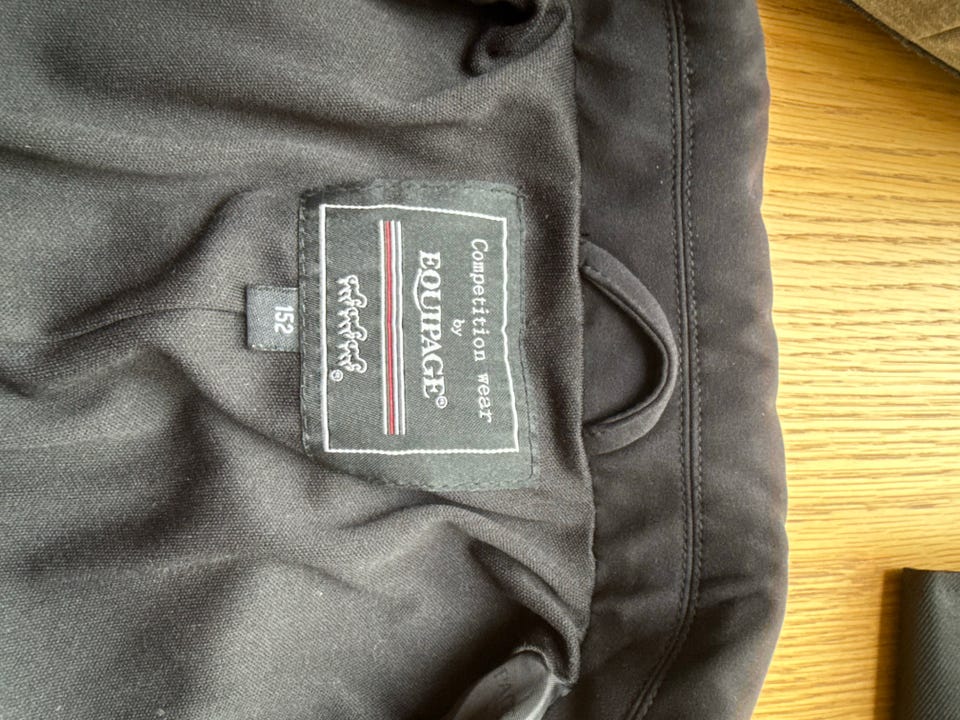 Competition wear
by
EQUIPAGE®
®
152